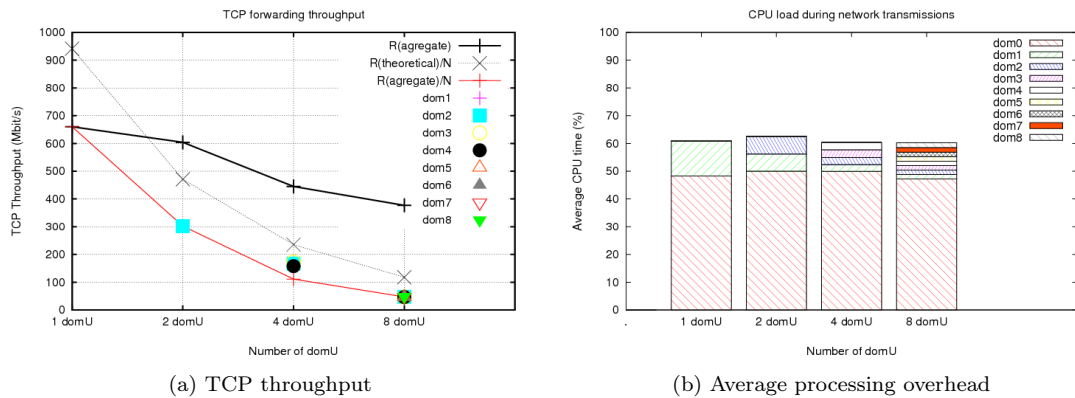 TCP forwarding throughput
1000
900
800
700
600
500
400
300
200
100
0
TCP Throughput (Mbit/s)
R(agregate)
R(theoretical)/N
R(agregate)/N
dom1
dom2
dom3
dom4
dom5
dom6
dom7
dom8
1 domU 2 domU 4 domU 8 domU
Number of domU
(a) TCP throughput
CPU load during network transmissions
100
90
80
70
60
50
40
30
20
10
0
Average CPU time (%)
dom0
dom1
dom2
dom3
dom4
dom5
dom6
dom7
dom8
. 1 domU 2 domU 4 domU 8 domU
Number of domU
(b) Average processing overhead